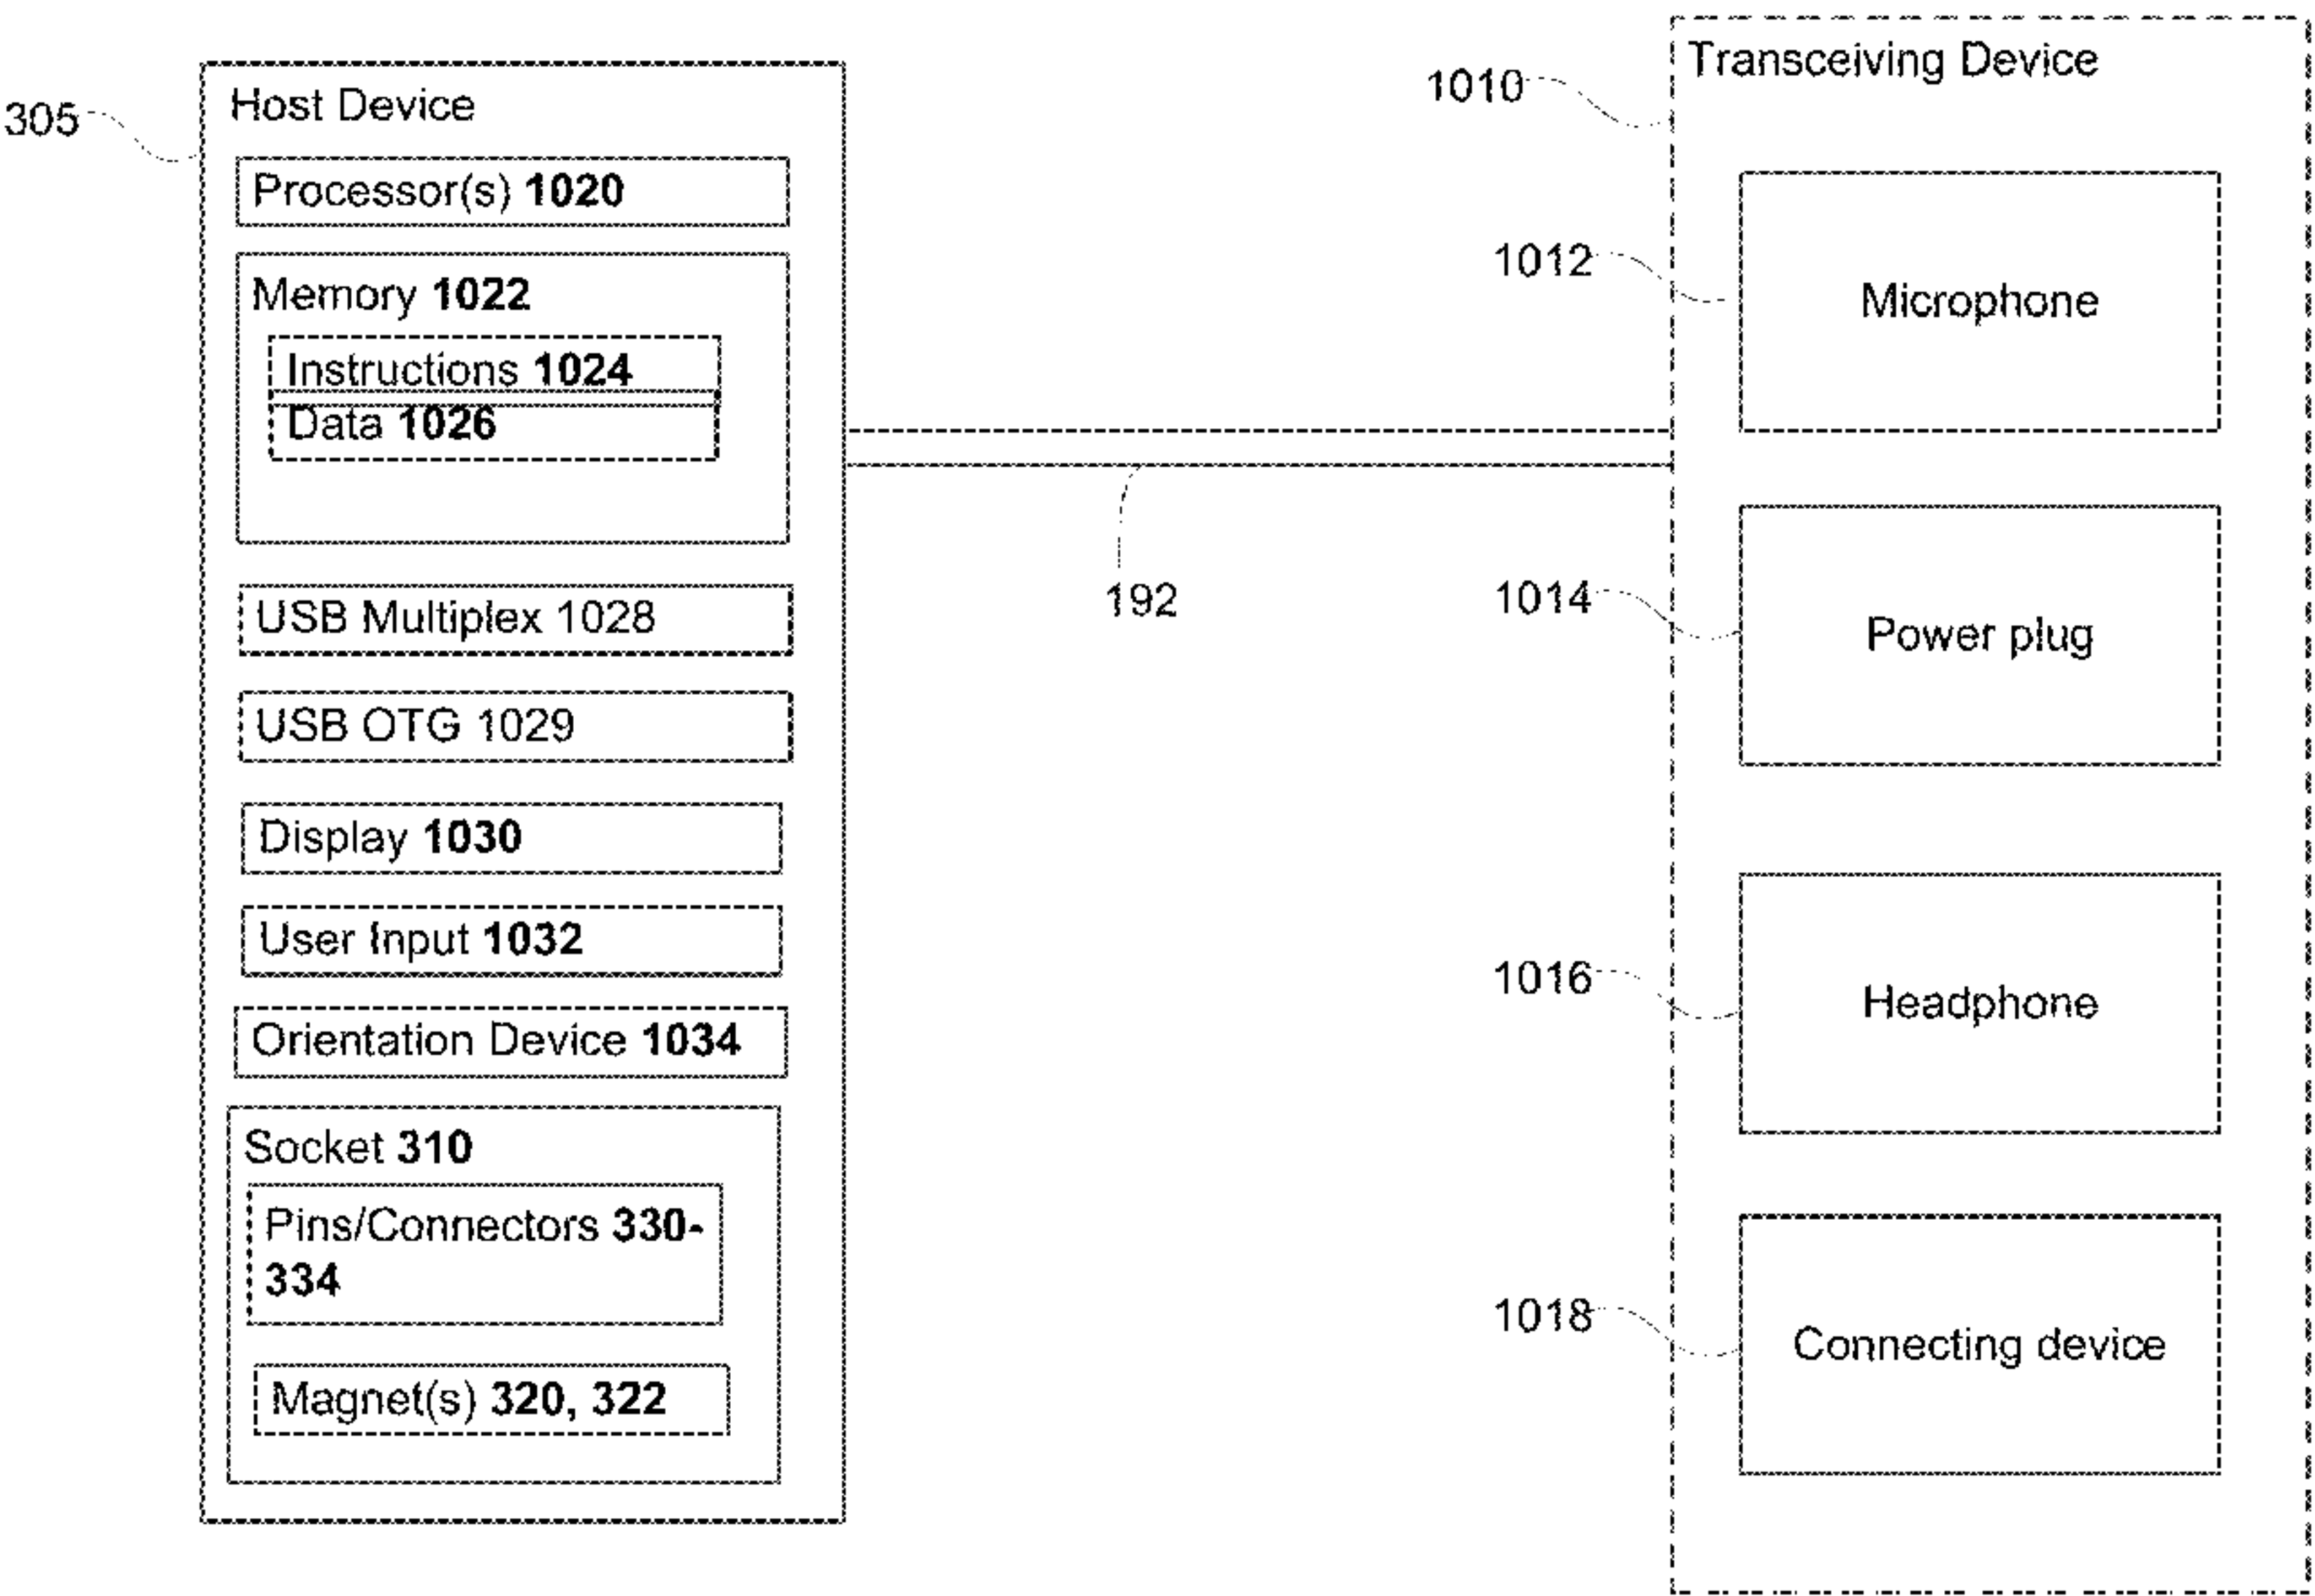 305
Host Device
Processor(s) 1020
Memory 1022
Instructions 1024
Data 1026
USB Multiplex 1028
USB OTG 1029
Display 1030
User Input 1032
Orientation Device 1034
Socket 310
Pins/Connectors 330-
334
Magnet(s) 320, 322
192
1010
Transceiving Device
1012
Microphone
1014
Power plug
1016
Headphone
1018
Connecting device